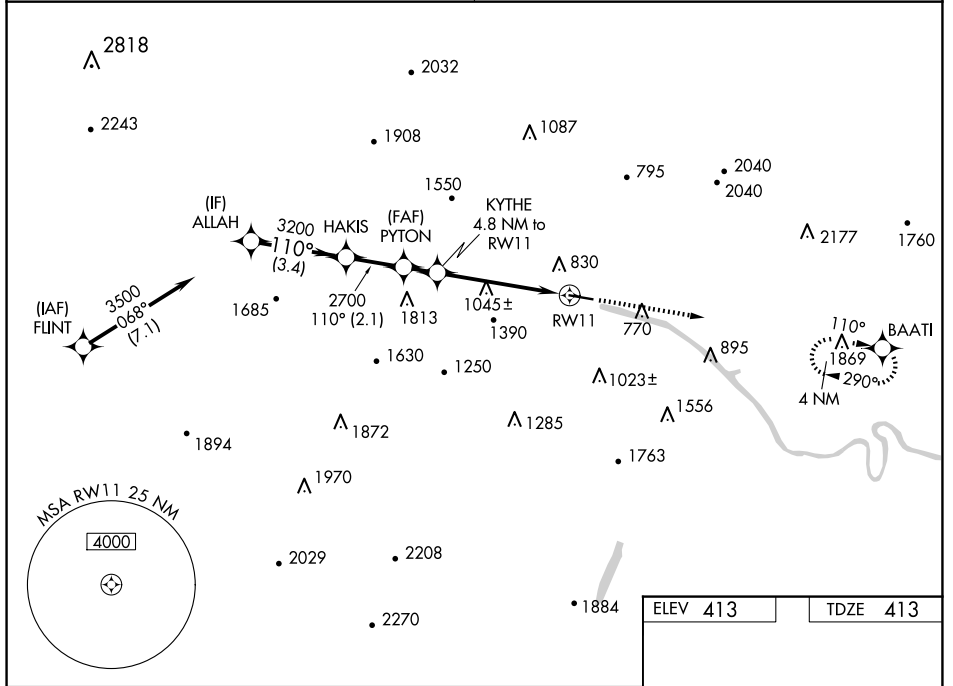 2818
2032
2243
1087
1908
795
2040
2040
1550
(IF)
ALLAH
3200
110°
(3.4)
HAKIS
(FAF)
PYTON
KYTHE
4.8 NM to
RW11
2177
1760
830
(IAF)
FLINT
3500
068°
(7.1)
1685
2700
110° (2.1)
1813
1045±
1390
RW11
770
110°
BAATI
1869
290°
4 NM
895
1630
1250
1023±
1556
1872
1285
1894
1763
1970
MSA RW11 25 NM
4000
2029
2208
1884
2270
ELEV 413
TDZE 413